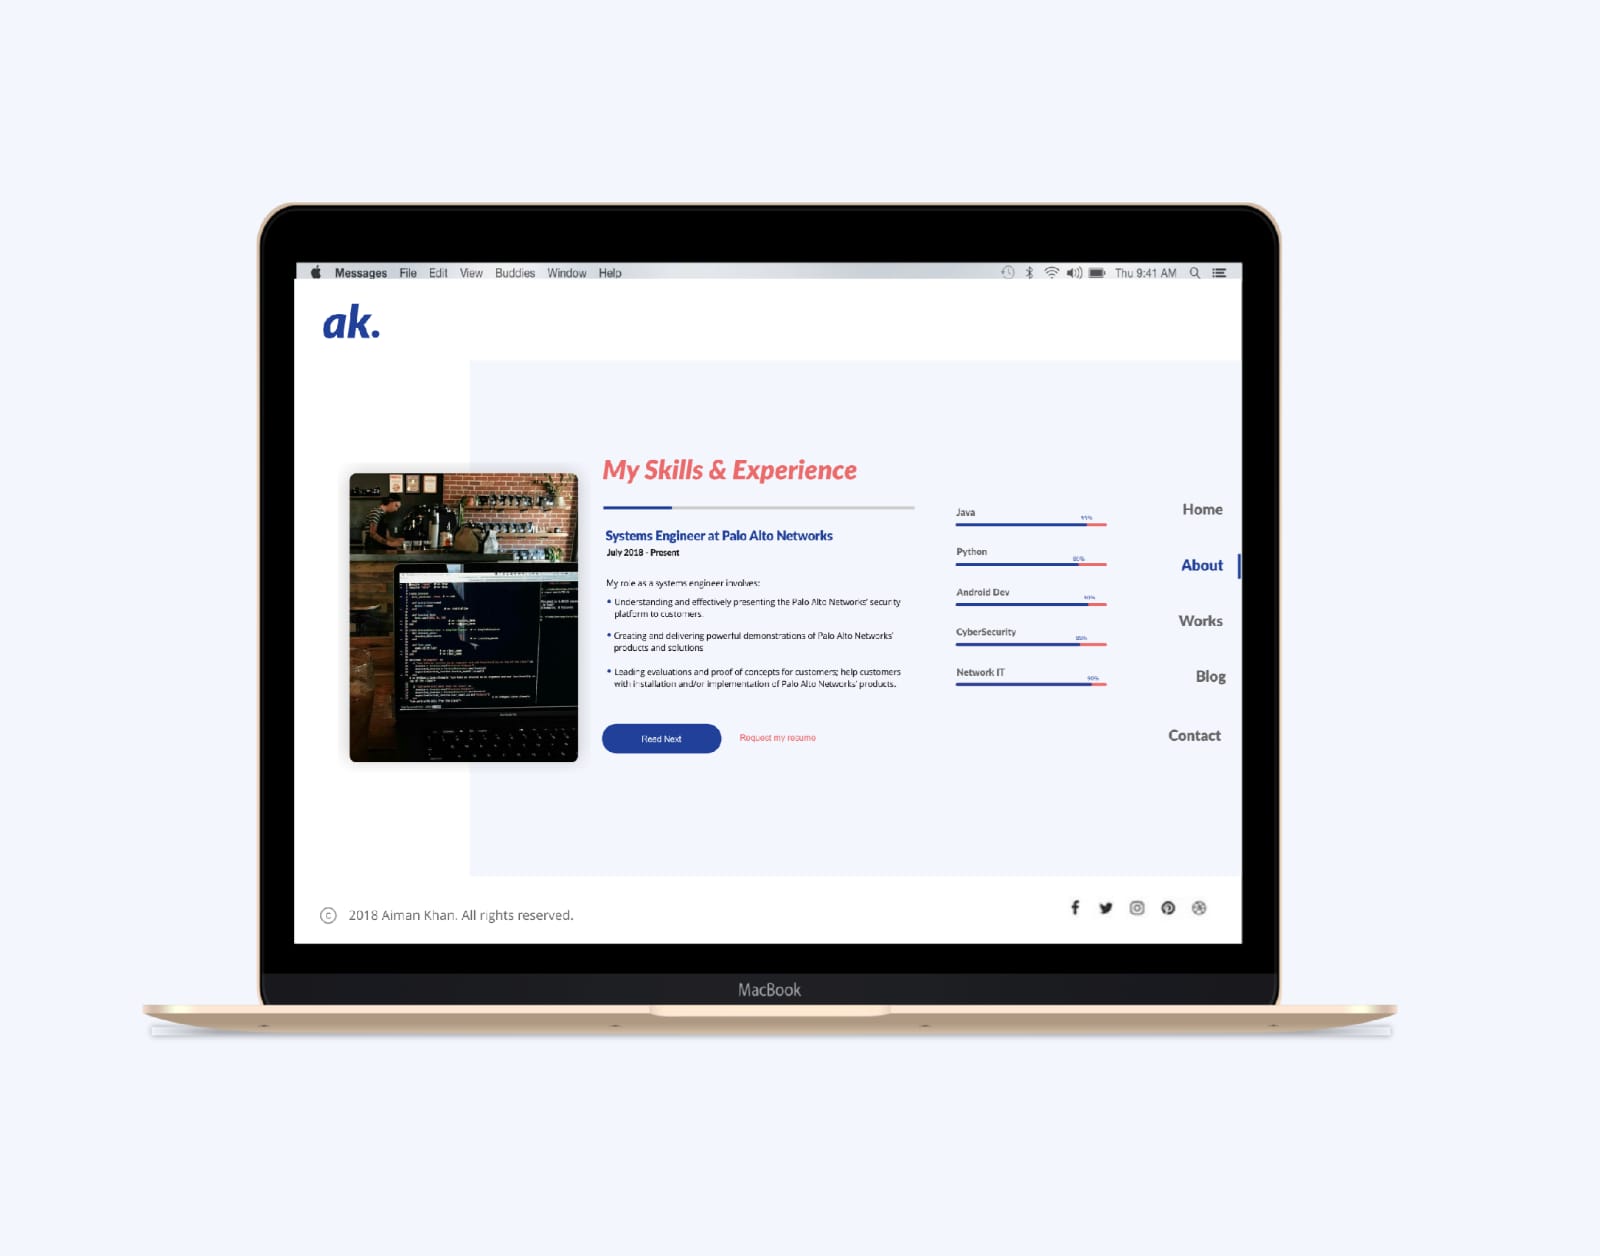 Messages File Edit View Buddies Window Help Thu 9:41 AM
ak.
My Skills & Experience
Systems Engineer at Palo Alto Networks
July 2018 - Present
My role as a systems engineer involves:
• Understanding and effectively presenting the Palo Alto Networks' security
platform to customers.
• Creating and delivering powerful demonstrations of Palo Alto Networks'
products and solutions
• Leading evaluations and proof of concepts for customers; help customers
with installation and/or implementation of Palo Alto Networks' products.
Read Next
Request my resume
Java
Python
Android Dev
CyberSecurity
Network IT
90%
Home
About
Works
Blog
Contact
© 2018 Aiman Khan. All rights reserved.
MacBook